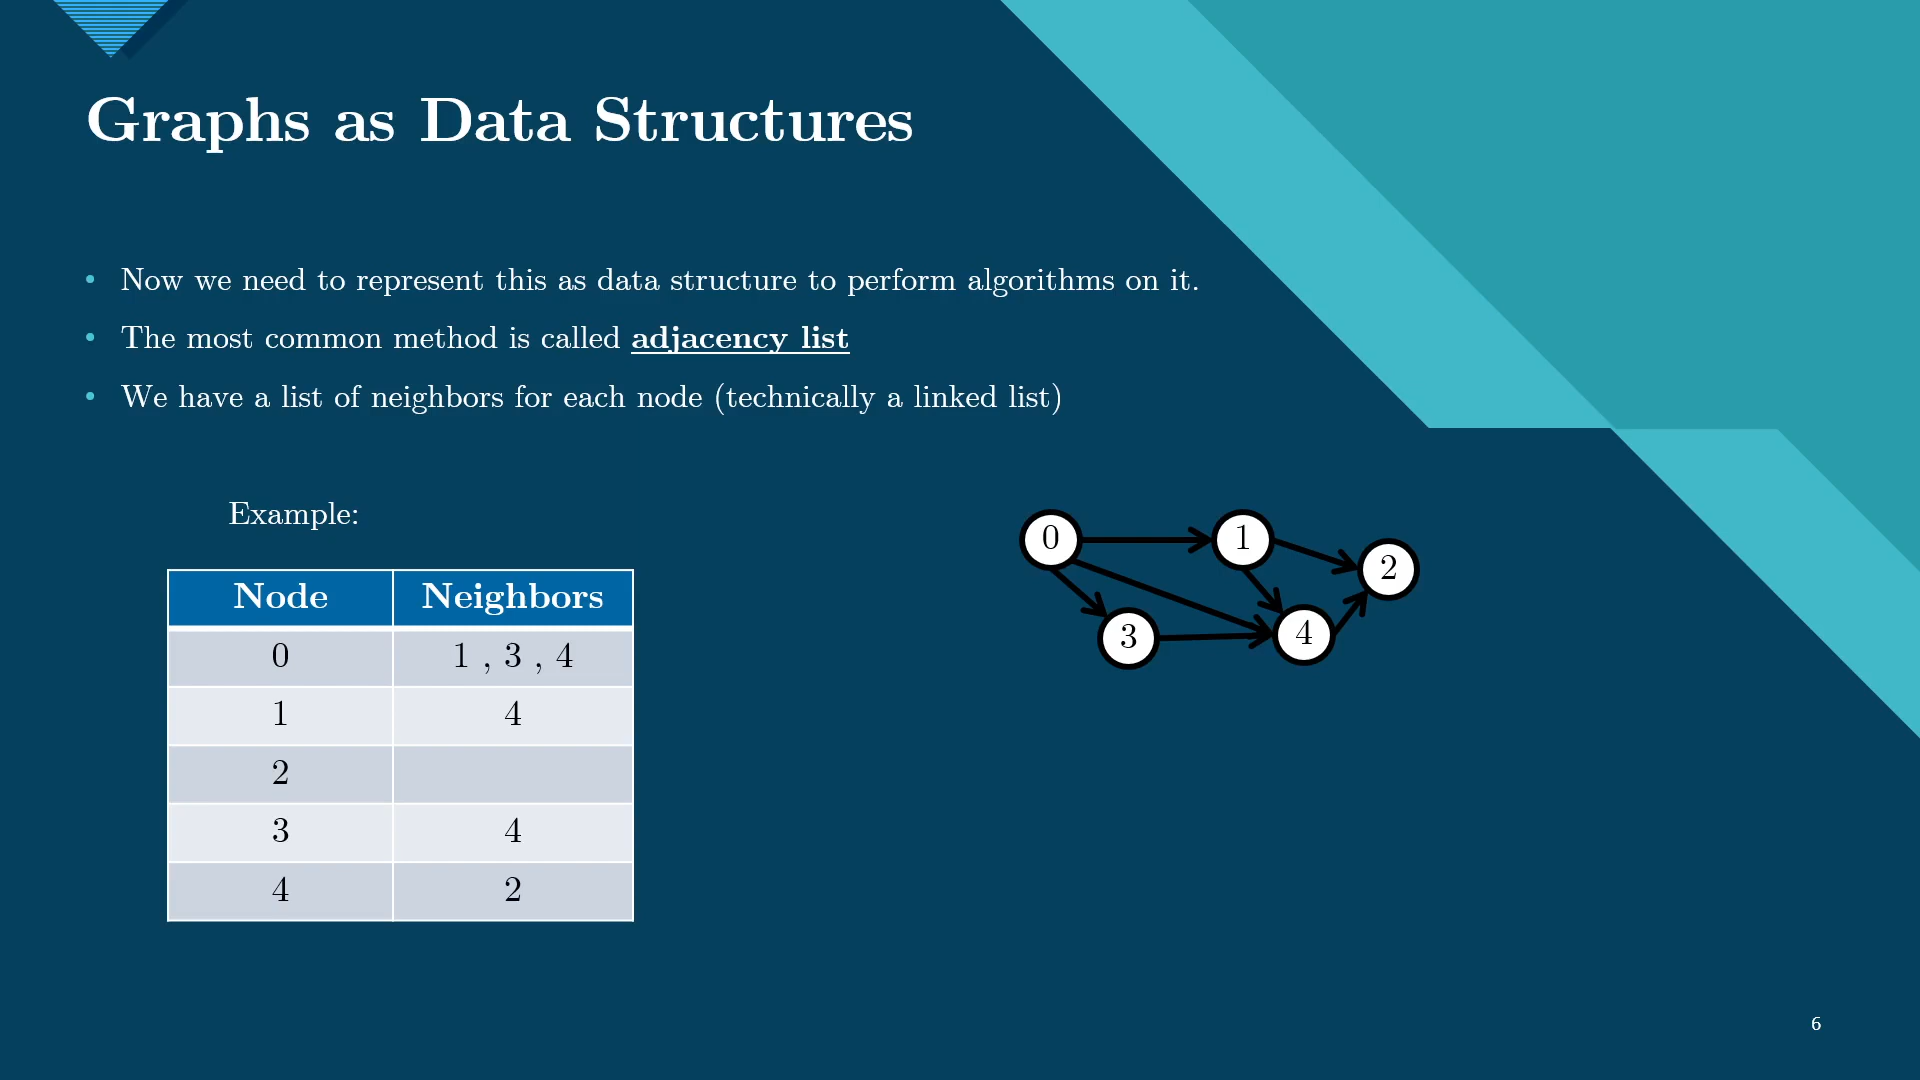 Graphs as Data Structures
• Now we need to represent this as data structure to perform algorithms on it.
• The most common method is called adjacency list
• We have a list of neighbors for each node (technically a linked list)
Example:
Node Neighbors
0 1 , 3 , 4
1 4
2
3 4
4 2
0 1
2
3 4
6